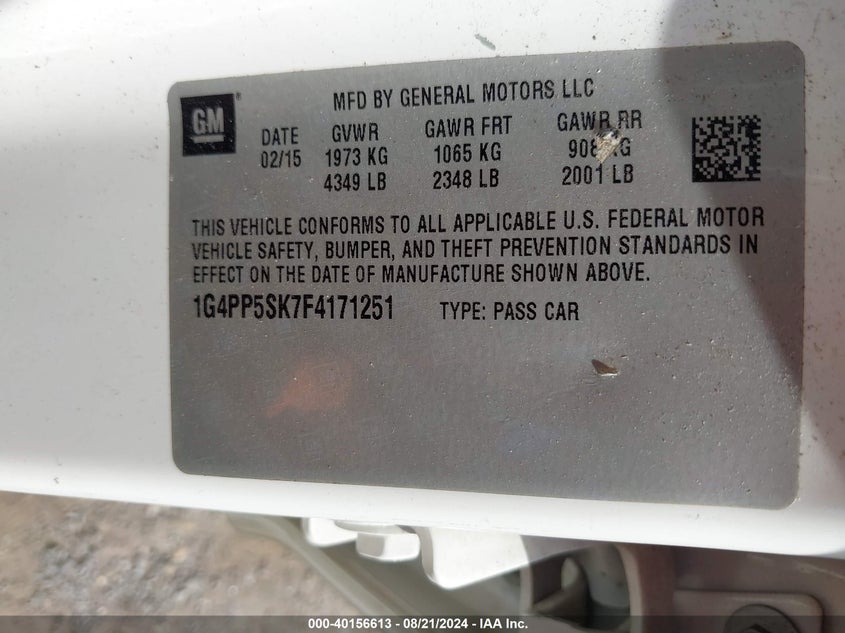 GM
MFD BY GENERAL MOTORS LLC
DATE GVWR GAWR FRT GAWR RR
02/15 1973 KG 1065 KG 908 KG
4349 LB 2348 LB 2001 LB
THIS VEHICLE CONFORMS TO ALL APPLICABLE U.S. FEDERAL MOTOR
VEHICLE SAFETY, BUMPER, AND THEFT PREVENTION STANDARDS IN
EFFECT ON THE DATE OF MANUFACTURE SHOWN ABOVE.
1G4PP5SK7F4171251 TYPE: PASS CAR
000-40156613 - 08/21/2024 - IAA Inc.